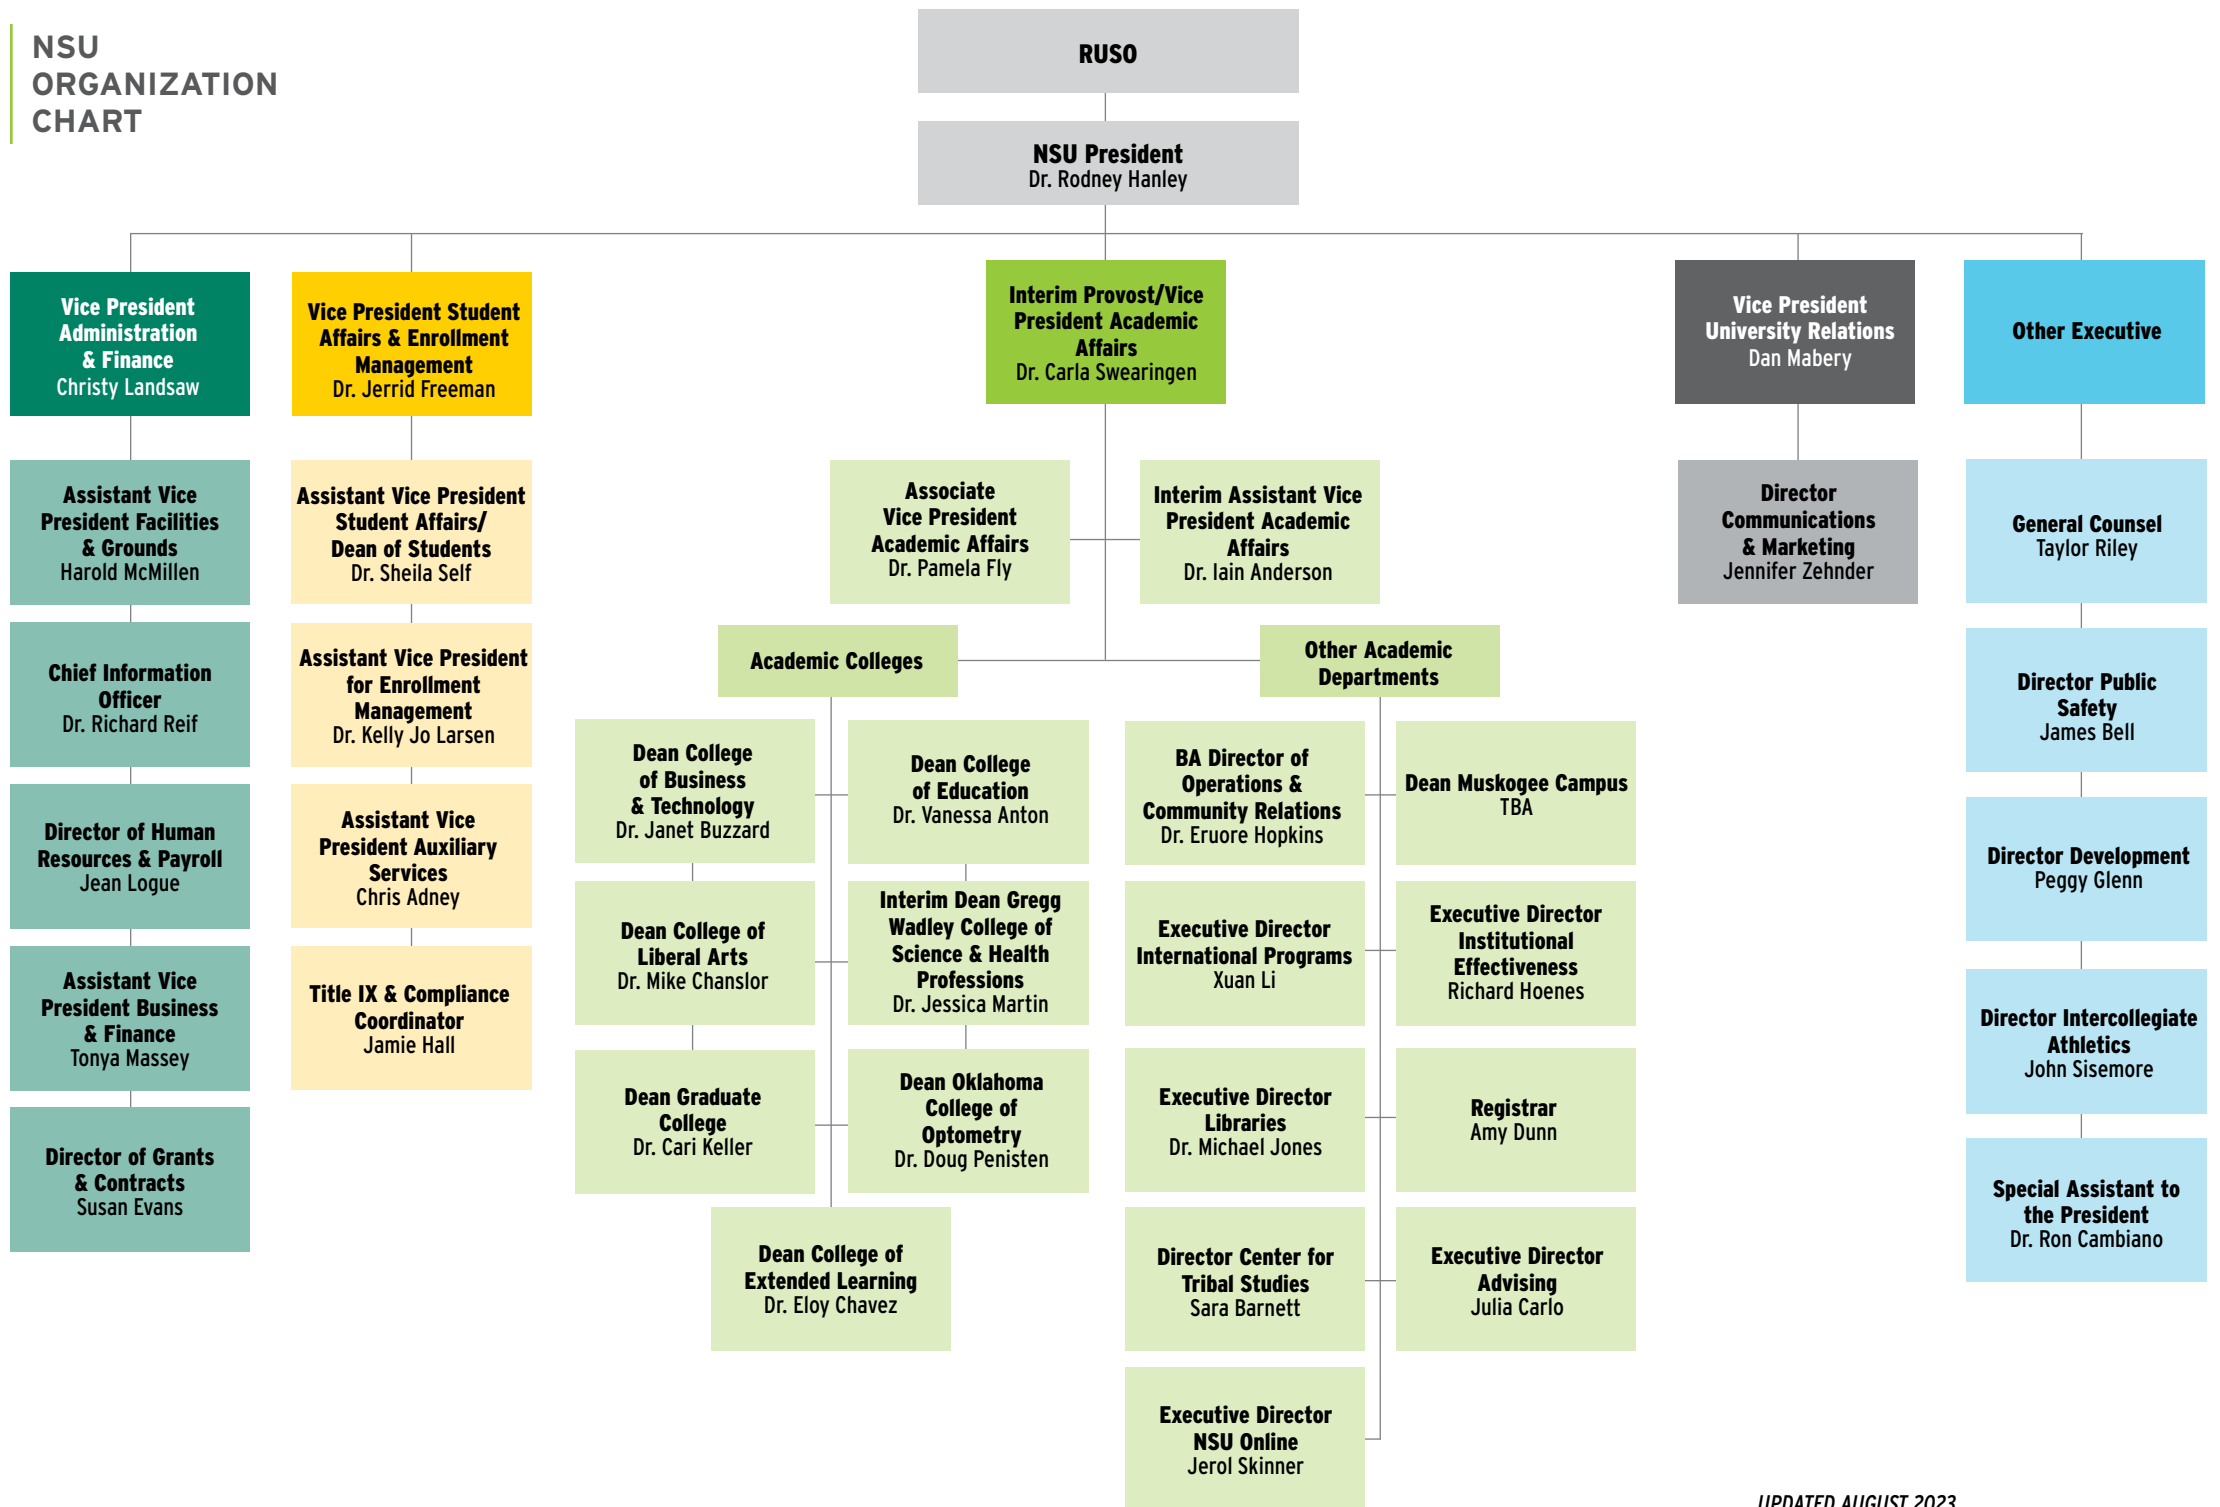 NSU
ORGANIZATION
CHART
RUSO
NSU President
Dr. Rodney Hanley
Vice President
Administration
& Finance
Christy Landsaw
Assistant Vice
President Facilities
& Grounds
Harold McMillen
Chief Information
Officer
Dr. Richard Reif
Director of Human
Resources & Payroll
Jean Logue
Assistant Vice
President Business
& Finance
Tonya Massey
Director of Grants
& Contracts
Susan Evans
Vice President Student
Affairs & Enrollment
Management
Dr. Jerrid Freeman
Assistant Vice President
Student Affairs/
Dean of Students
Dr. Sheila Self
Assistant Vice President
for Enrollment
Management
Dr. Kelly Jo Larsen
Assistant Vice
President Auxiliary
Services
Chris Adney
Title IX & Compliance
Coordinator
Jamie Hall
Interim Provost/Vice
President Academic
Affairs
Dr. Carla Swearingen
Associate
Vice President
Academic Affairs
Dr. Pamela Fly
Interim Assistant Vice
President Academic
Affairs
Dr. Iain Anderson
Academic Colleges
Dean College
of Business
& Technology
Dr. Janet Buzzard
Dean College
of Education
Dr. Vanessa Anton
Dean College of
Liberal Arts
Dr. Mike Chanslor
Interim Dean Gregg
Wadley College of
Science & Health
Professions
Dr. Jessica Martin
Dean Graduate
College
Dr. Cari Keller
Dean Oklahoma
College of
Optometry
Dr. Doug Penisten
Dean College of
Extended Learning
Dr. Eloy Chavez
Other Academic
Departments
BA Director of
Operations &
Community Relations
Dr. Eruore Hopkins
Dean Muskogee Campus
TBA
Executive Director
International Programs
Xuan Li
Executive Director
Institutional
Effectiveness
Richard Hoenes
Executive Director
Libraries
Dr. Michael Jones
Registrar
Amy Dunn
Director Center for
Tribal Studies
Sara Barnett
Executive Director
Advising
Julia Carlo
Executive Director
NSU Online
Jerol Skinner
Vice President
University Relations
Dan Mabery
Director
Communications
& Marketing
Jennifer Zehnder
Other Executive
General Counsel
Taylor Riley
Director Public
Safety
James Bell
Director Development
Peggy Glenn
Director Intercollegiate
Athletics
John Sisemore
Special Assistant to
the President
Dr. Ron Cambiano
UPDATED AUGUST 2023